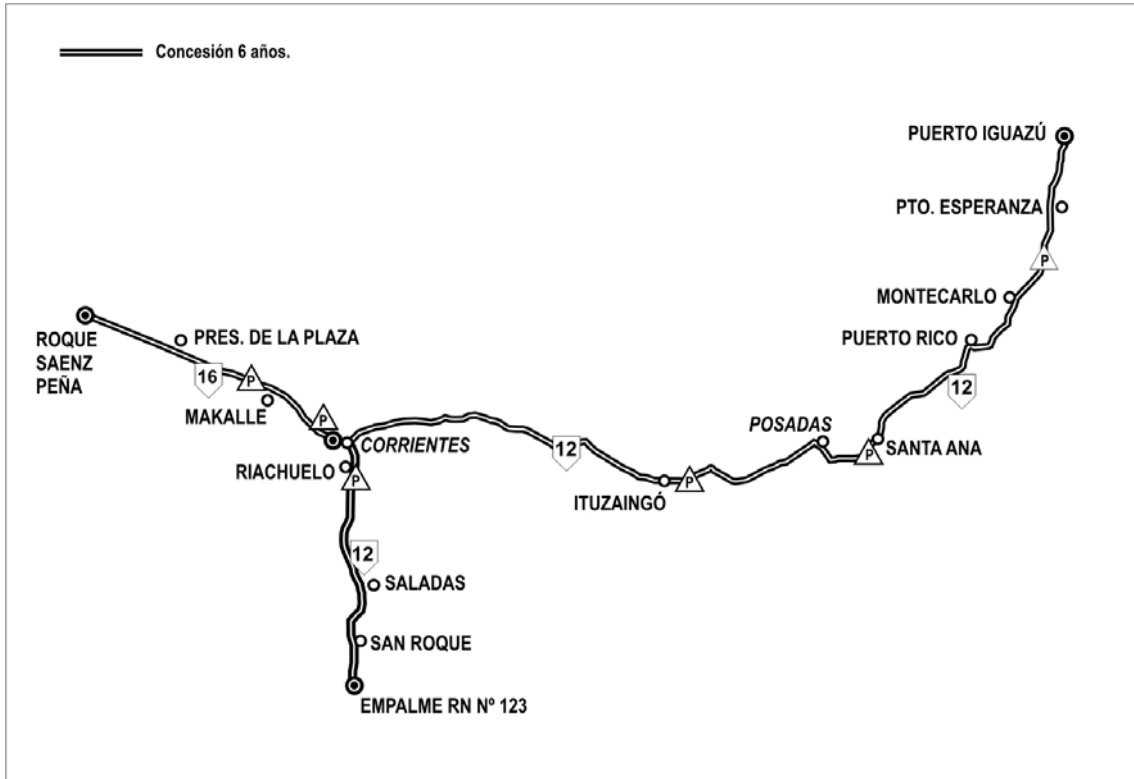 Concesión 6 años.
PUERTO IGUAZÚ
PTO. ESPERANZA
P
MONTECARLO
ROQUE
SAENZ
PEÑA
PRES. DE LA PLAZA
PUERTO RICO
16
P
12
MAKALLE
P
CORRIENTES
POSADAS
SANTA ANA
12
P
RIACHUELO
P
ITUZAINGÓ
P
12
SALADAS
SAN ROQUE
EMPALME RN Nº 123